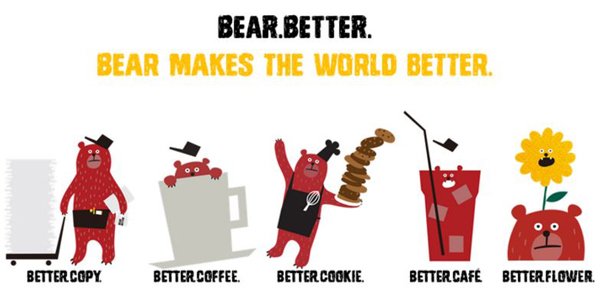 BEAR.BETTER.
BEAR MAKES THE WORLD BETTER.
BETTER.COPY.
BETTER.COFFEE.
BETTER.COOKIE.
BETTER.CAFÉ.
BETTER.FLOWER.